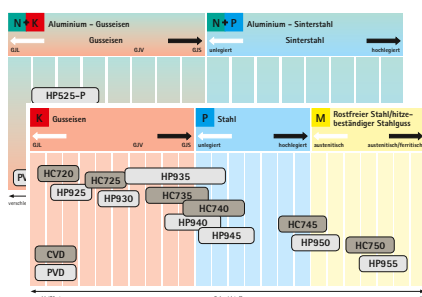 N+K Aluminium – Gusseisen
N+P Aluminium – Sinterstahl
Gusseisen
Sinterstahl
GJL GJV GJS
unlegiert hochlegiert
HP525-P
K Gusseisen
P Stahl
M Rostfreier Stahl/hitze-
beständiger Stahlguss
GJL GJV GJS
unlegiert hochlegiert
austenitisch austenitisch/ferritisch
HC720
HC725
HP935
HP925
HP930
HC735
HC740
HP940
HP945
HC745
HP950
HC750
HP955
CVD
PVD